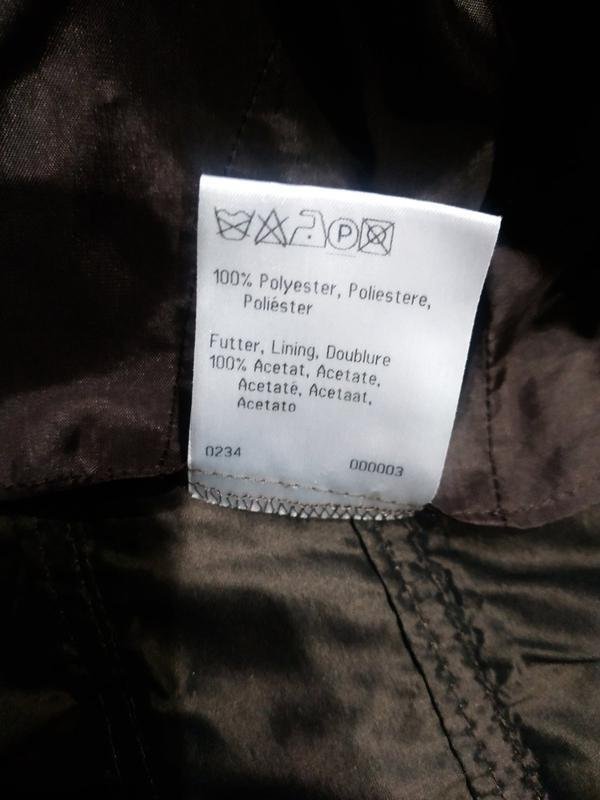 P
100% Polyester, Poliestere,
Poliéster
Futter, Lining, Doublure
100% Acetat, Acetate,
Acetaté, Acetaat,
Acetato
0234
000003